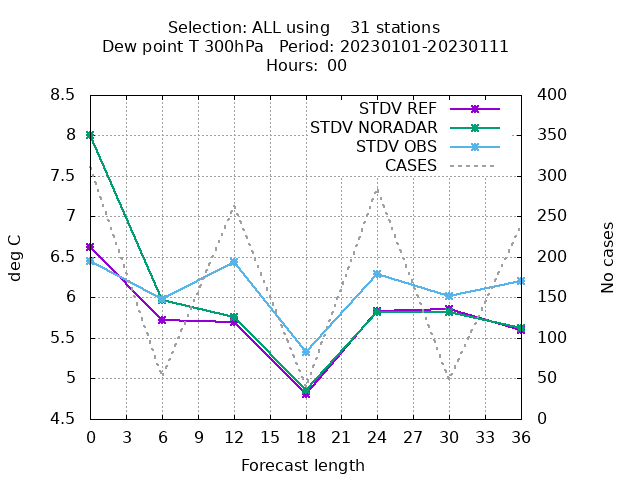 Selection: ALL using    31 stations
Dew point T 300hPa   Period: 20230101-20230111
Hours:  00
STDV REF
STDV NORADAR
STDV OBS
CASES
8.5
8
7.5
7
6.5
6
5.5
5
4.5
deg C
400
350
300
250
200
150
100
50
0
No cases
0 3 6 9 12 15 18 21 24 27 30 33 36
Forecast length